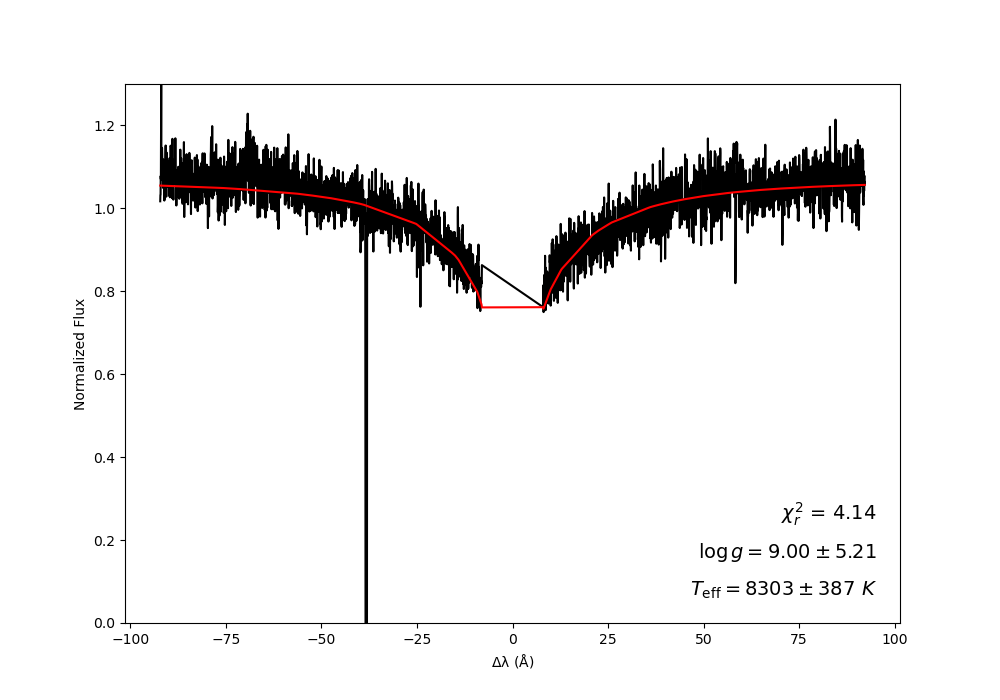 1.2
1.0
0.8
0.6
0.4
0.2
0.0
Normalized Flux
χ²ᵣ = 4.14
log g = 9.00 ± 5.21
T_eff = 8303 ± 387 K
−100 −75 −50 −25 0 25 50 75 100
Δλ (Å)